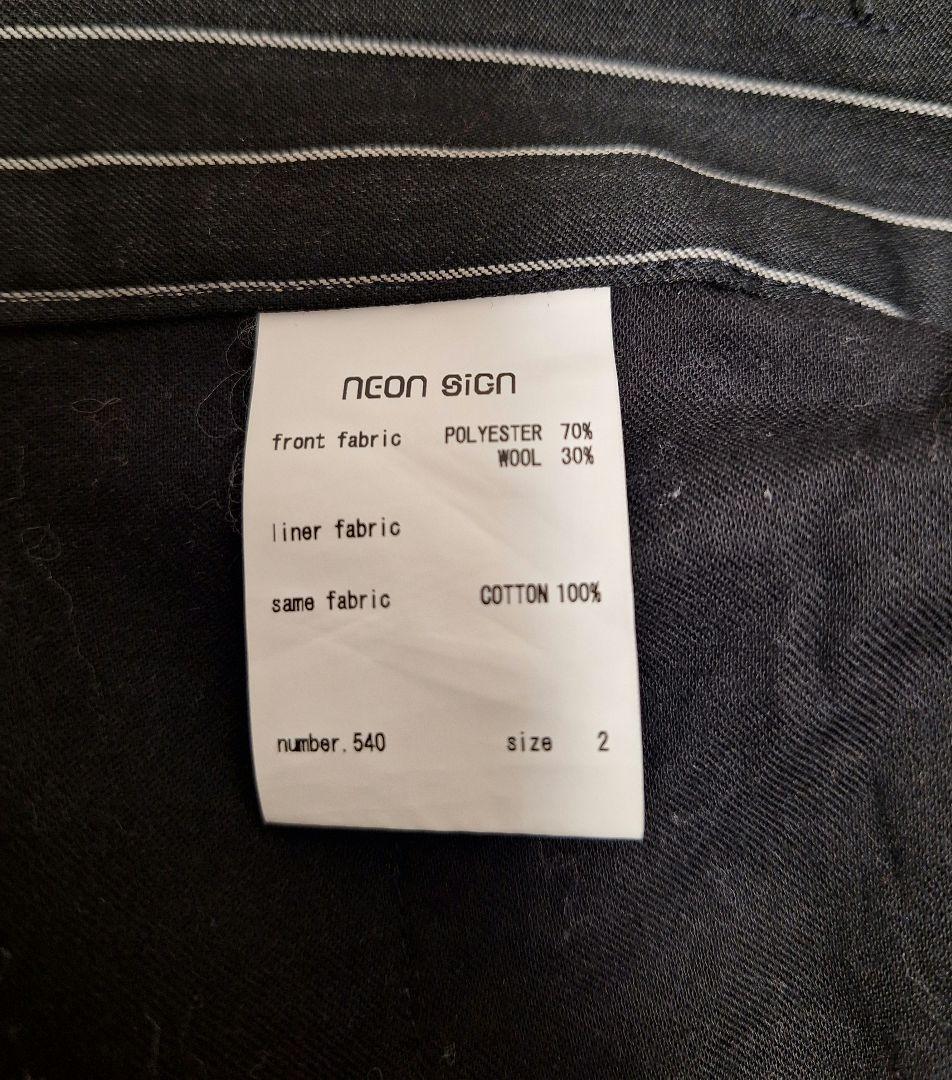 neon sign
front fabric POLYESTER 70%
WOOL 30%
liner fabric
same fabric COTTON 100%
number.540 size 2